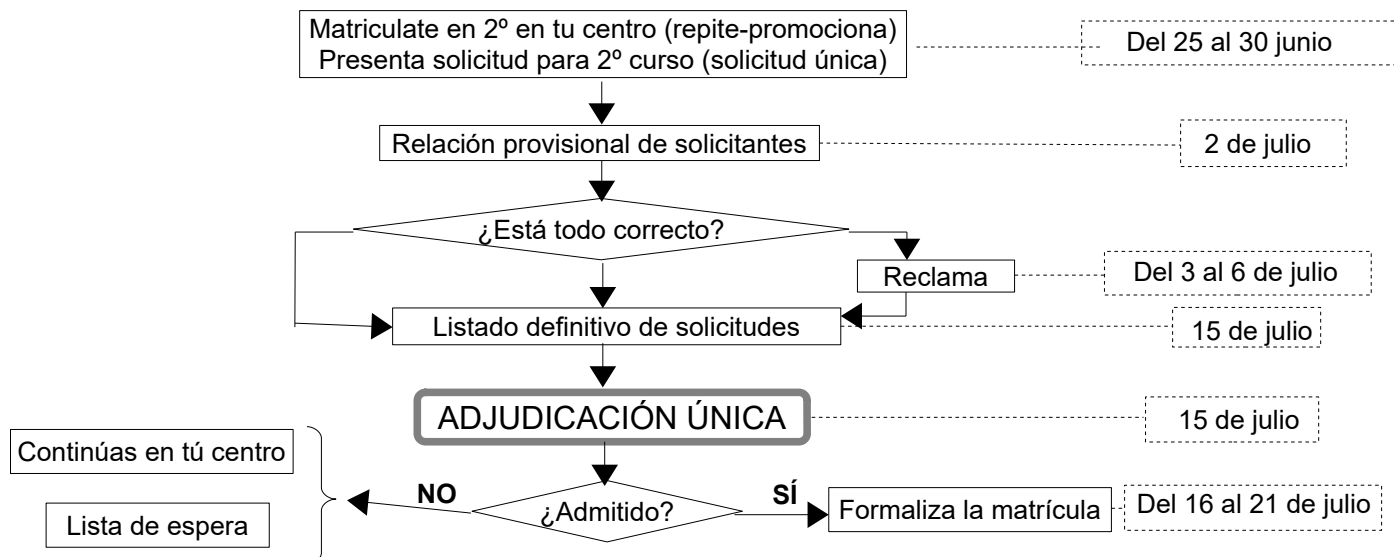 Matriculate en 2º en tu centro (repite-promociona)
Presenta solicitud para 2º curso (solicitud única)
Del 25 al 30 junio
Relación provisional de solicitantes
2 de julio
¿Está todo correcto?
Reclama
Del 3 al 6 de julio
Listado definitivo de solicitudes
15 de julio
ADJUDICACIÓN ÚNICA
15 de julio
Continúas en tú centro
Lista de espera
NO
¿Admitido?
SÍ
Formaliza la matrícula
Del 16 al 21 de julio